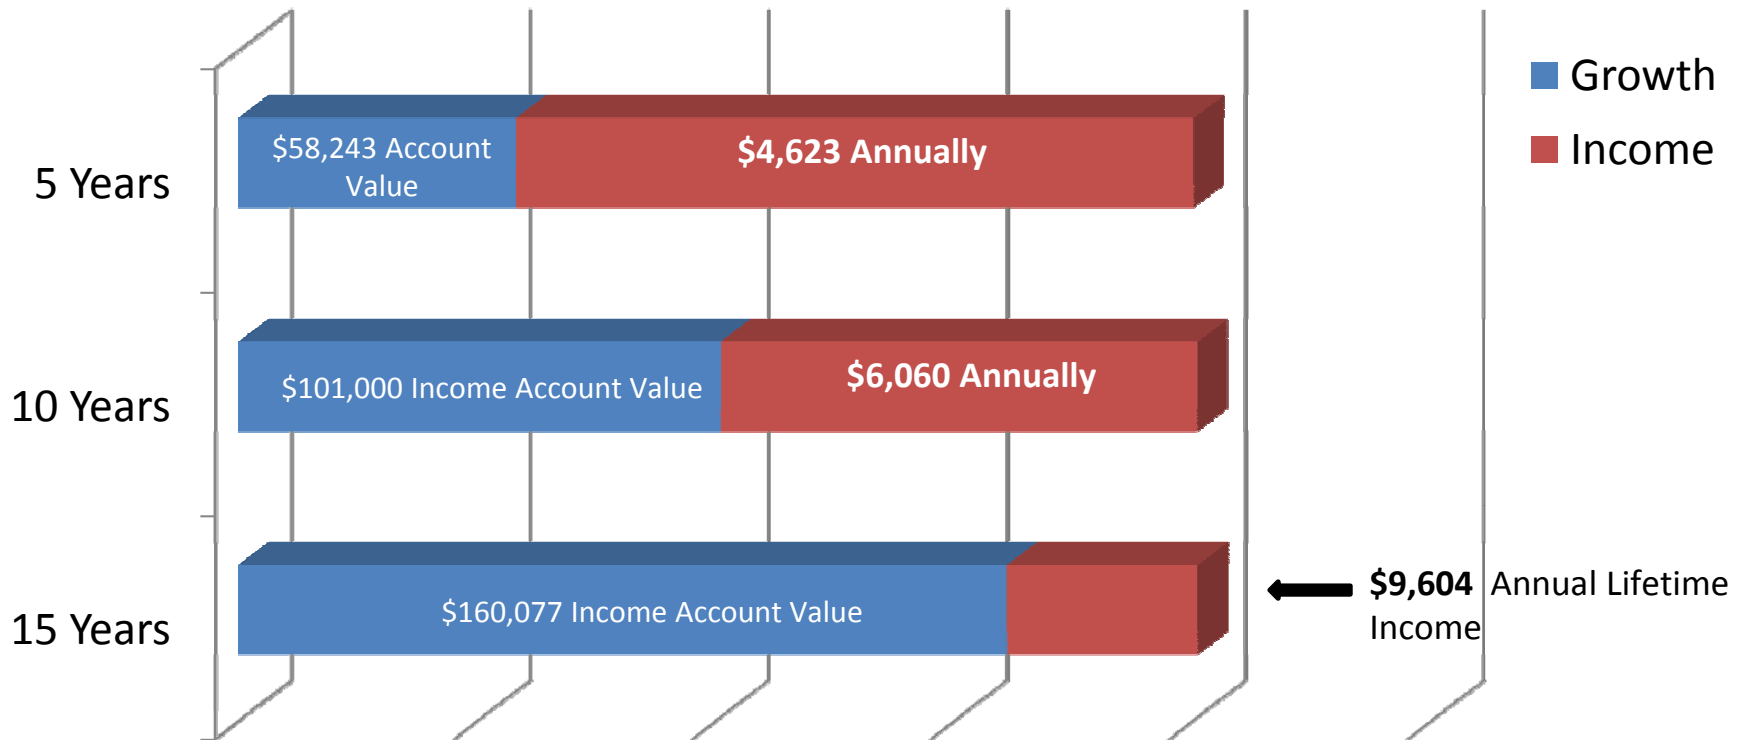 Growth
Income
5 Years
$58,243 Account
Value
$4,623 Annually
10 Years
$101,000 Income Account Value
$6,060 Annually
15 Years
$160,077 Income Account Value
$9,604 Annual Lifetime
Income